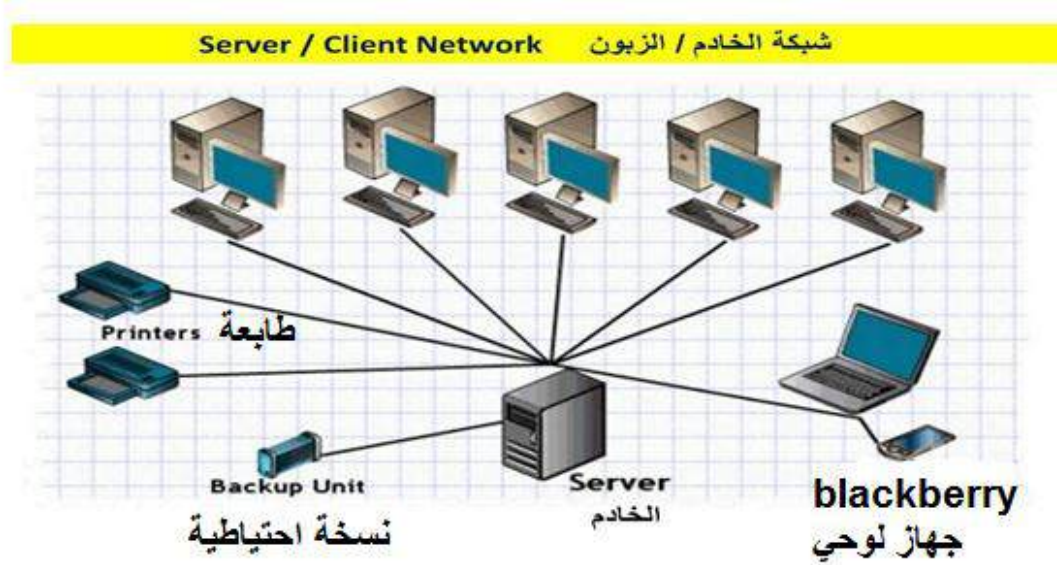 Server / Client Network شبكة الخادم / الزبون
Printers طابعة
Backup Unit
نسخة احتياطية
Server
الخادم
blackberry
جهاز لوحي